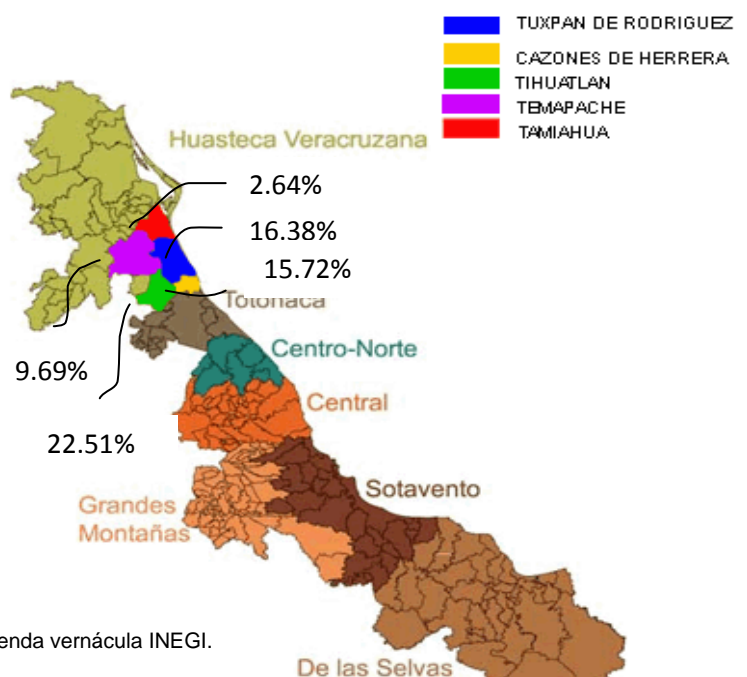 TUXPAN DE RODRIGUEZ
CAZONES DE HERRERA
TIHUATLAN
TEMAPACHE
TAMIAHUA
Huasteca Veracruzana
2.64%
16.38%
15.72%
Totonaca
9.69%
Centro-Norte
Central
22.51%
Sotavento
Grandes
Montañas
enda vernácula INEGI.
De las Selvas